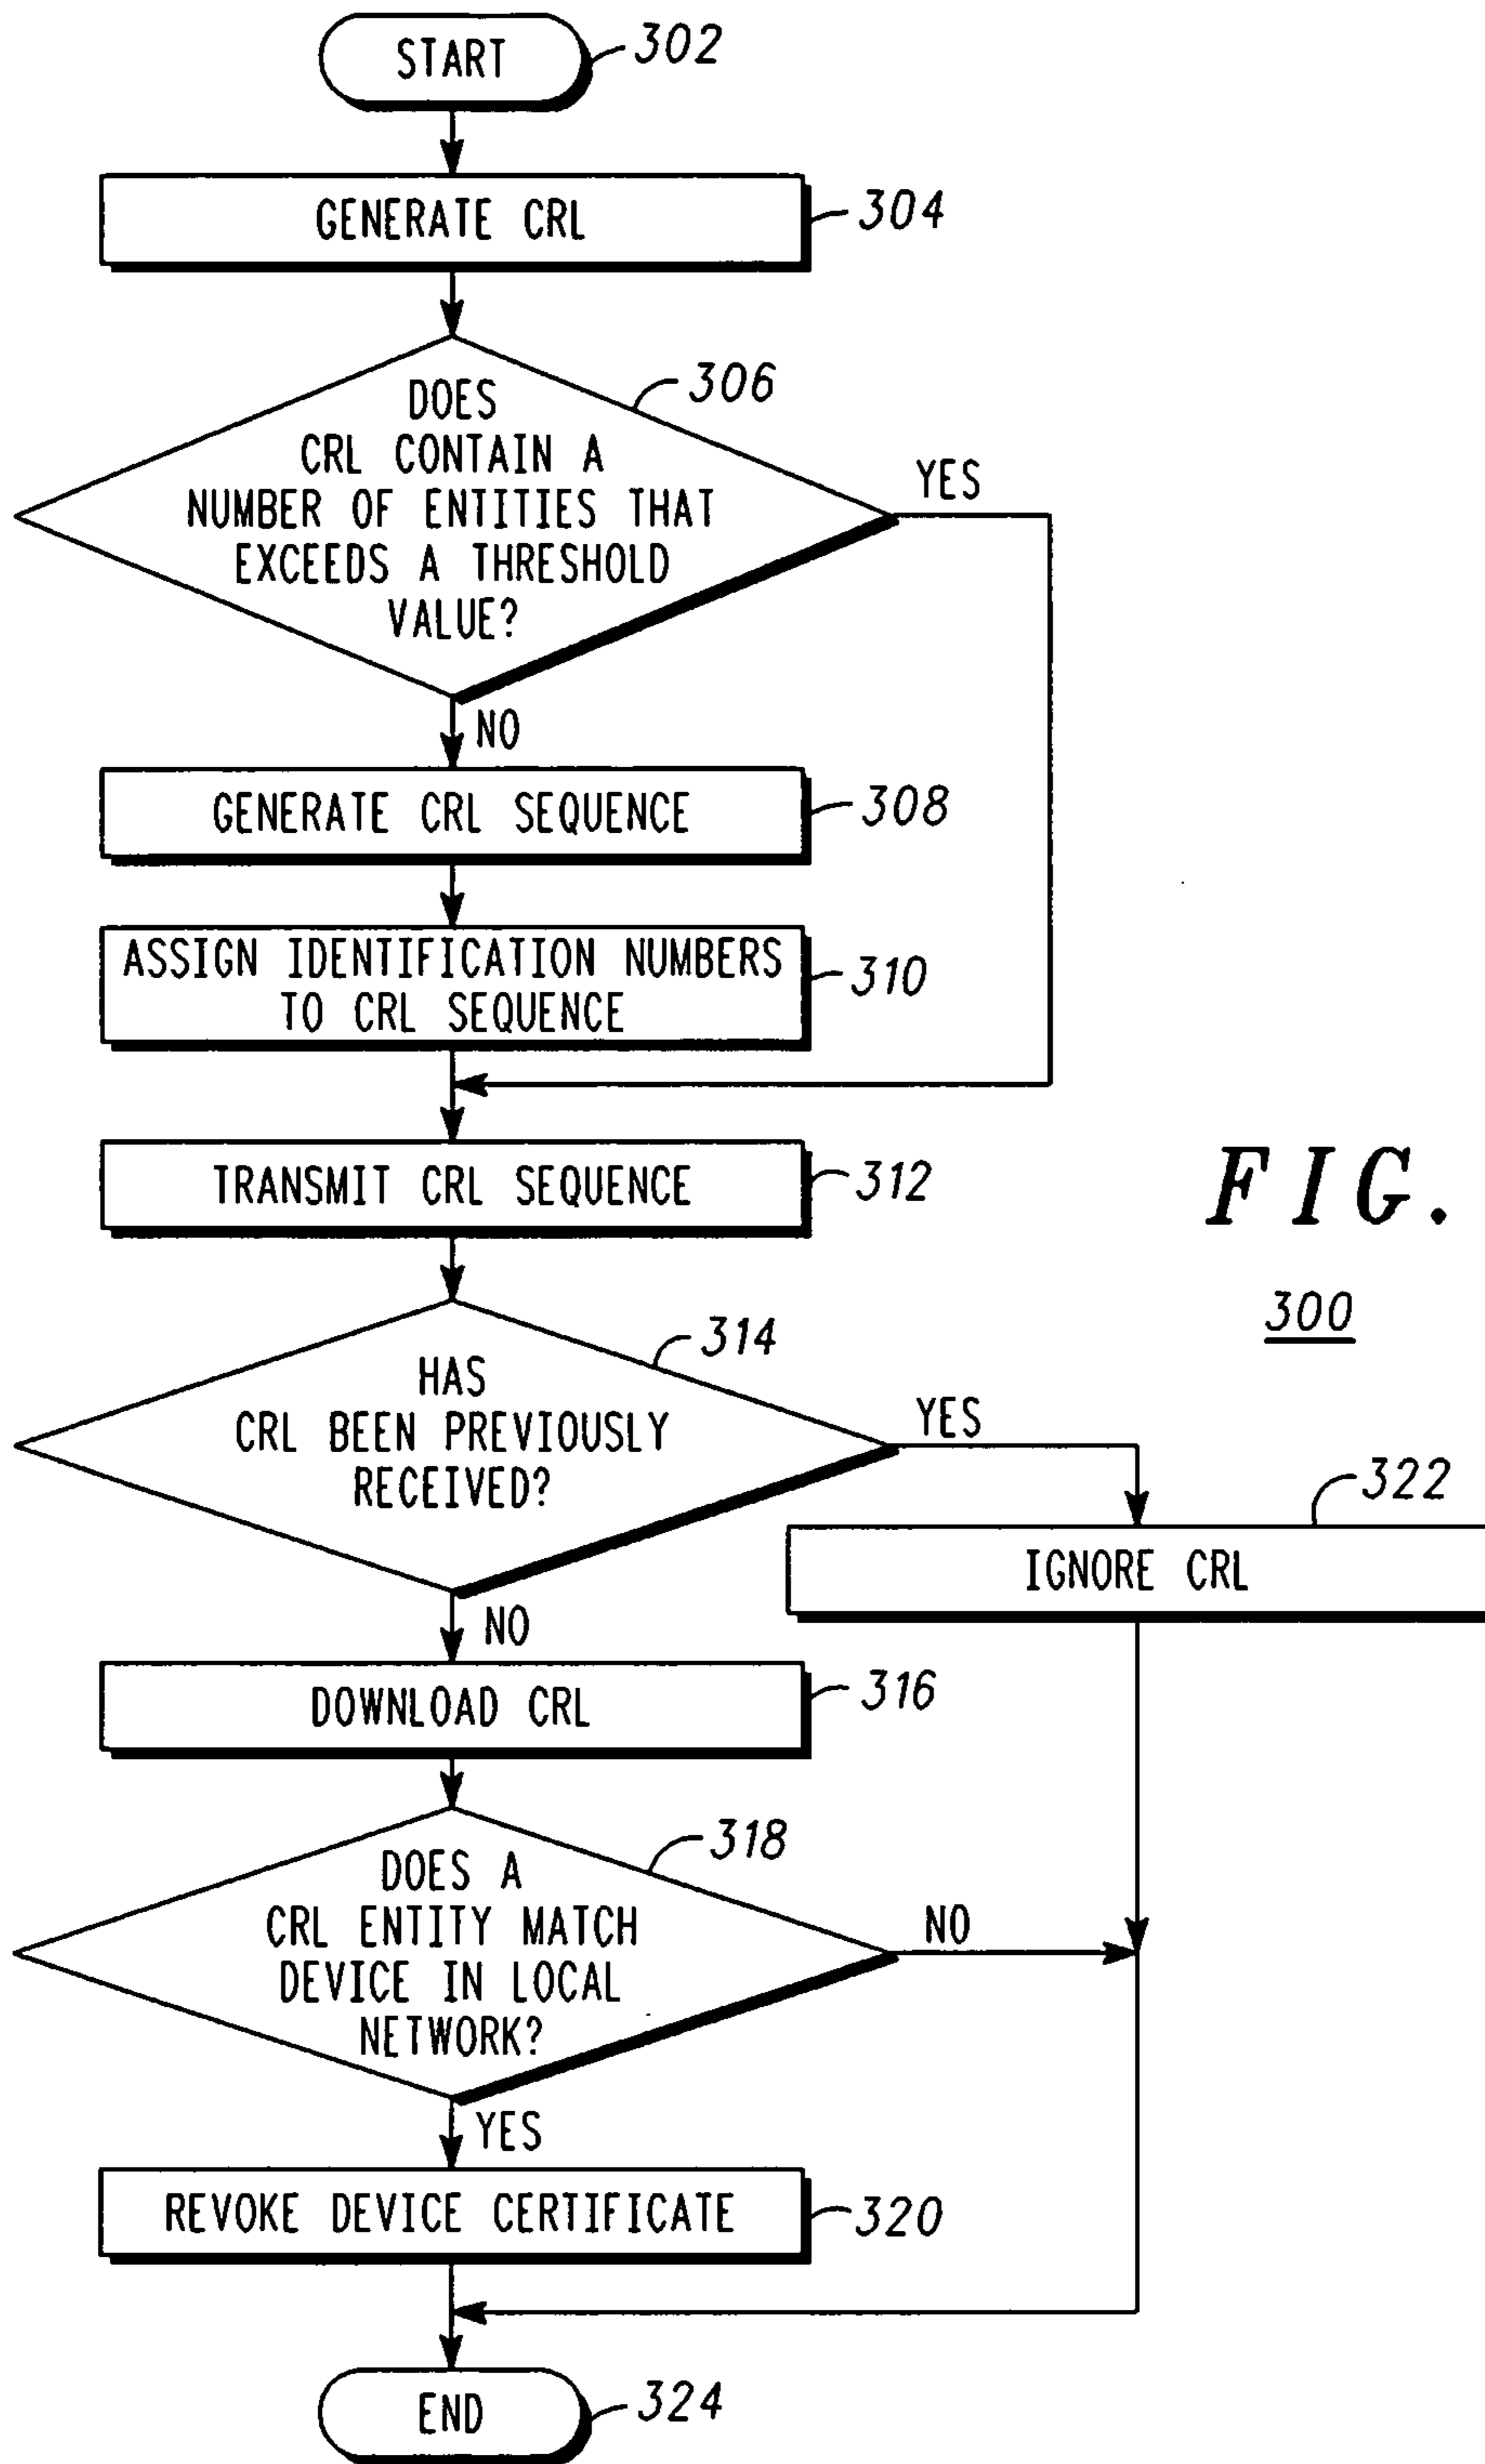 START
302
GENERATE CRL
304
306
DOES
CRL CONTAIN A
NUMBER OF ENTITIES THAT
EXCEEDS A THRESHOLD
VALUE?
YES
NO
GENERATE CRL SEQUENCE
308
ASSIGN IDENTIFICATION NUMBERS
TO CRL SEQUENCE
310
TRANSMIT CRL SEQUENCE
312
FIG.
300
314
HAS
CRL BEEN PREVIOUSLY
RECEIVED?
YES
322
IGNORE CRL
NO
DOWNLOAD CRL
316
318
DOES A
CRL ENTITY MATCH
DEVICE IN LOCAL
NETWORK?
NO
YES
REVOKE DEVICE CERTIFICATE
320
END
324